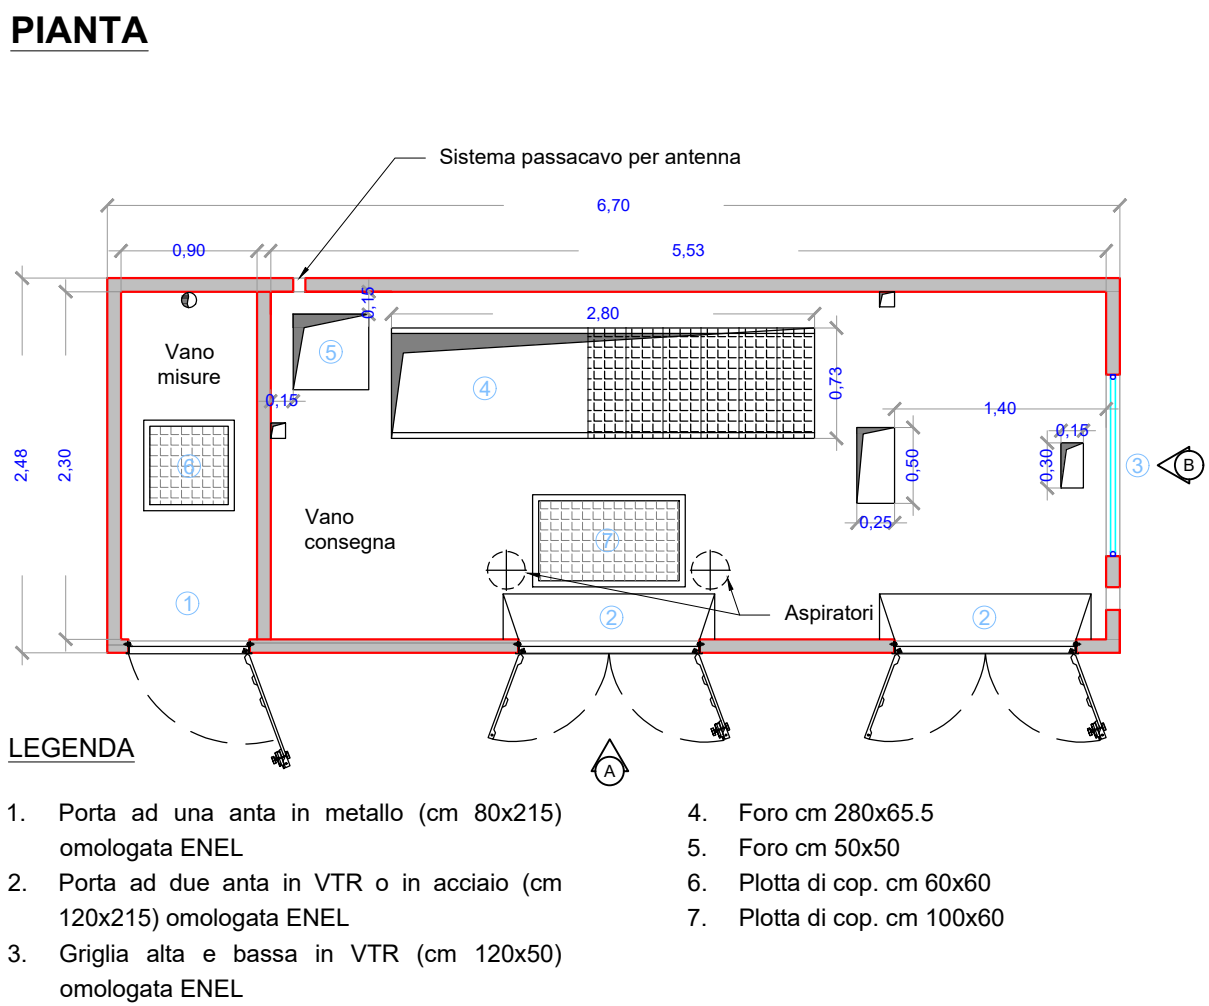 PIANTA
Sistema passacavo per antenna
6,70
0,90
5,53
0,15
2,80
Vano
misure
5
4
0,73
0,15
1,40
0,15
2,48
2,30
6
0,50
0,30
3
B
Vano
consegna
0,25
7
1
2
Aspiratori
2
A
LEGENDA
1. Porta ad una anta in metallo (cm 80x215)
omologata ENEL
2. Porta ad due anta in VTR o in acciaio (cm
120x215) omologata ENEL
3. Griglia alta e bassa in VTR (cm 120x50)
omologata ENEL
4. Foro cm 280x65.5
5. Foro cm 50x50
6. Plotta di cop. cm 60x60
7. Plotta di cop. cm 100x60